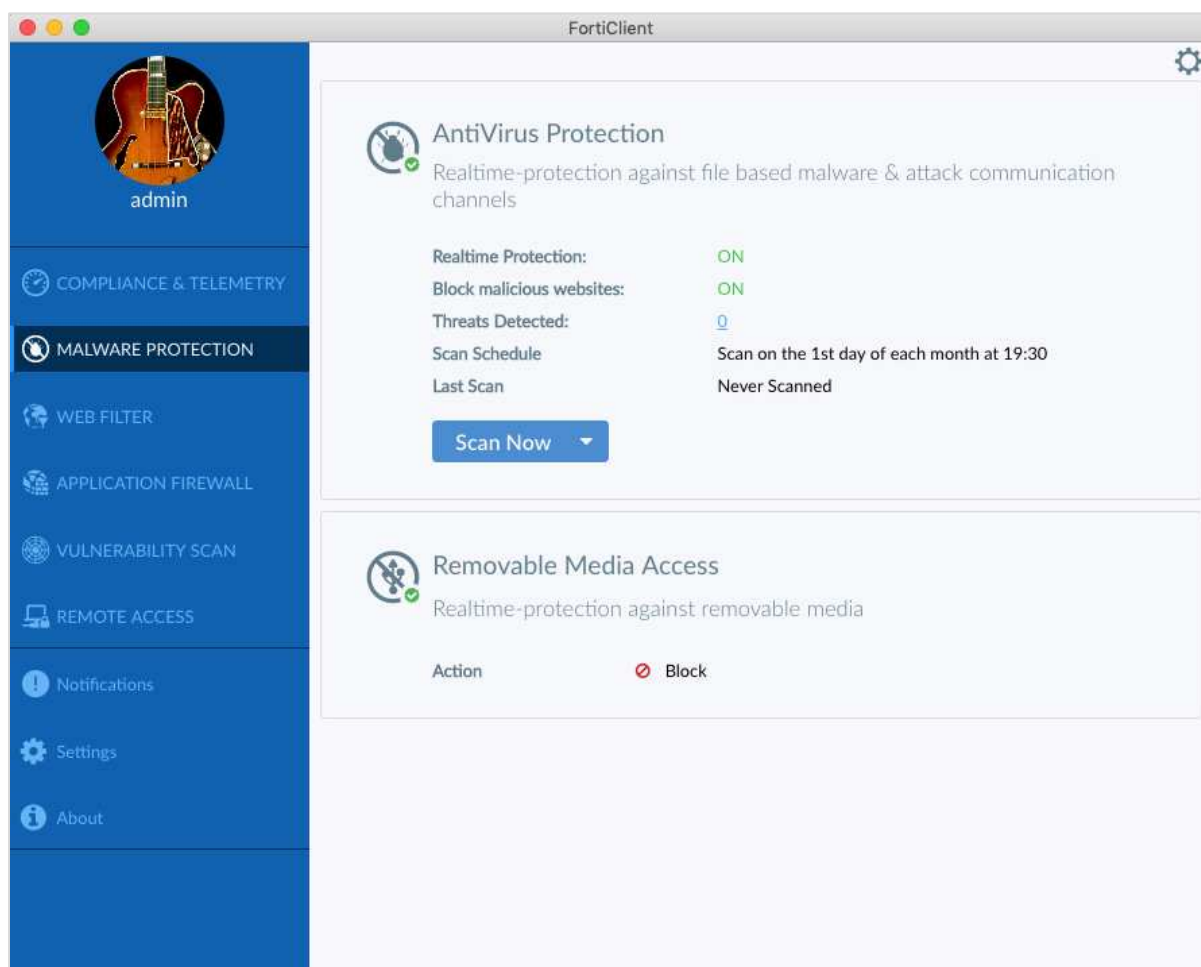 FortiClient
admin
COMPLIANCE & TELEMETRY
MALWARE PROTECTION
WEB FILTER
APPLICATION FIREWALL
VULNERABILITY SCAN
REMOTE ACCESS
Notifications
Settings
About
AntiVirus Protection
Realtime-protection against file based malware & attack communication
channels
Realtime Protection: ON
Block malicious websites: ON
Threats Detected: 0
Scan Schedule Scan on the 1st day of each month at 19:30
Last Scan Never Scanned
Scan Now
Removable Media Access
Realtime-protection against removable media
Action Block